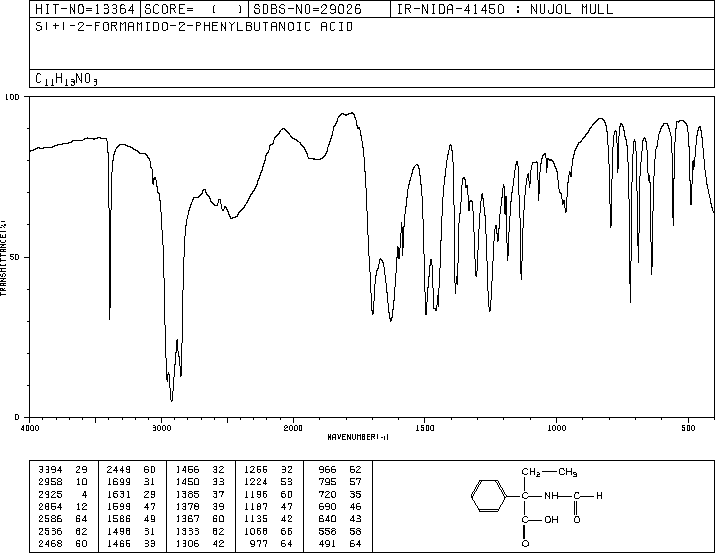 HIT-NO=13364 SCORE= ( ) SDBS-NO=29026 IR-NIDA-41450 : NUJOL MULL
S(+)-2-FORMAMIDO-2-PHENYLBUTANOIC ACID
C11H13NO3
100
TRANSMITTANCE(%)
50
0
4000 3000 2000 1500 1000 500
WAVENUMBER(-1)
3394 29 2449 60 1456 32 1255 32 966 62
2958 10 1699 31 1450 33 1224 53 795 57
2925 4 1631 29 1385 37 1196 60 720 35
2854 12 1599 47 1378 39 1187 47 690 46
2586 64 1586 49 1367 60 1135 42 640 43
2536 62 1498 31 1333 62 1068 66 558 58
2468 60 1465 33 1306 42 977 64 491 64
CH2 CH3
C NH C H
C OH O
O